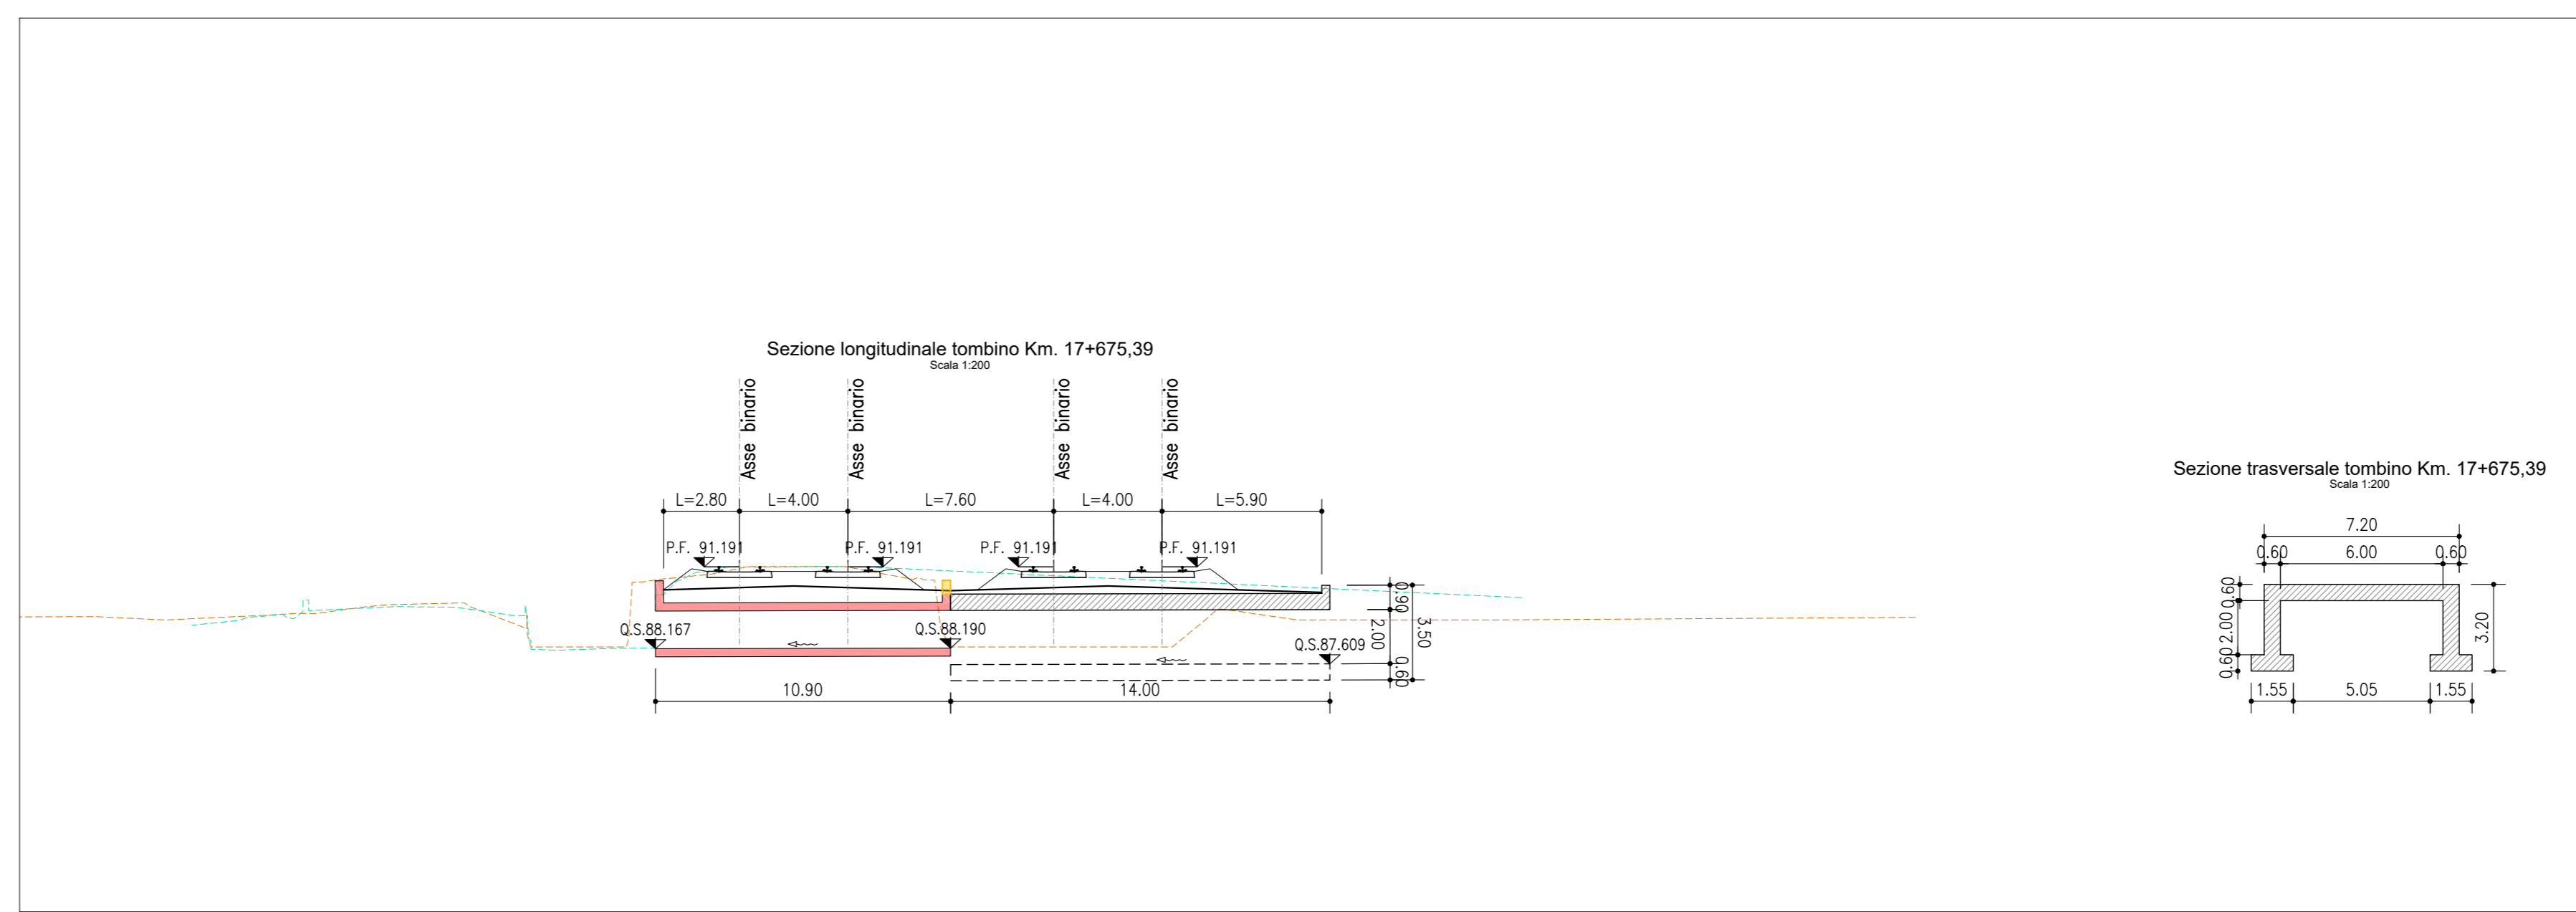 Sezione longitudinale tombino Km. 17+675,39
Scala 1:200
Asse binario
Asse binario
Asse binario
Asse binario
L=2.80
L=4.00
L=7.60
L=4.00
L=5.90
P.F. 91.191
P.F. 91.191
P.F. 91.191
P.F. 91.191
Q.S.88.167
Q.S.88.190
Q.S.87.609
0.90
2.00
0.60
3.50
10.90
14.00
Sezione trasversale tombino Km. 17+675,39
Scala 1:200
7.20
0.60
6.00
0.60
0.60
2.00
0.60
3.20
1.55
5.05
1.55